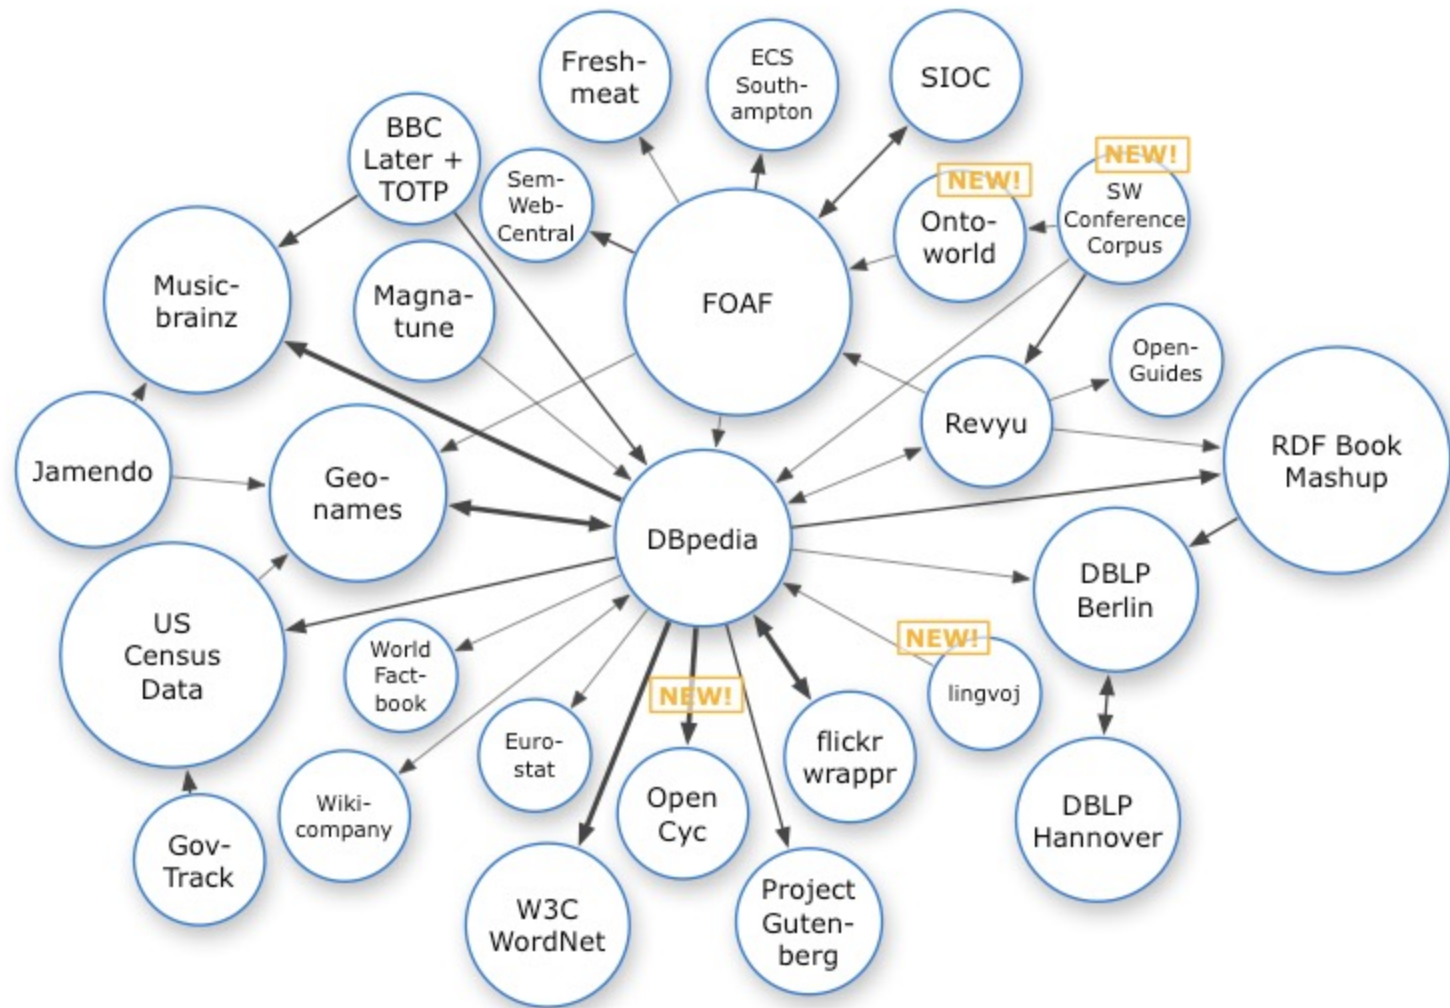 Fresh-
meat
ECS
South-
ampton
SIOC
BBC
Later +
TOTP
Sem-
Web-
Central
NEW!
Onto-
world
NEW!
SW
Conference
Corpus
Music-
brainz
Magna-
tune
FOAF
Open-
Guides
Revyu
RDF Book
Mashup
Jamendo
Geo-
names
DBpedia
DBLP
Berlin
US
Census
Data
World
Fact-
book
NEW!
NEW!
lingvoj
Euro-
stat
flickr
wrappr
Wiki-
company
Open
Cyc
DBLP
Hannover
Gov-
Track
W3C
WordNet
Project
Guten-
berg